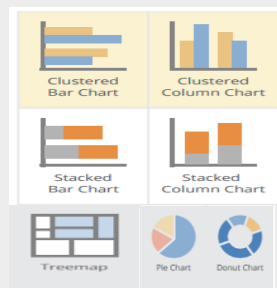 Clustered
Bar Chart
Clustered
Column Chart
Stacked
Bar Chart
Stacked
Column Chart
Treemap
Pie Chart
Donut Chart